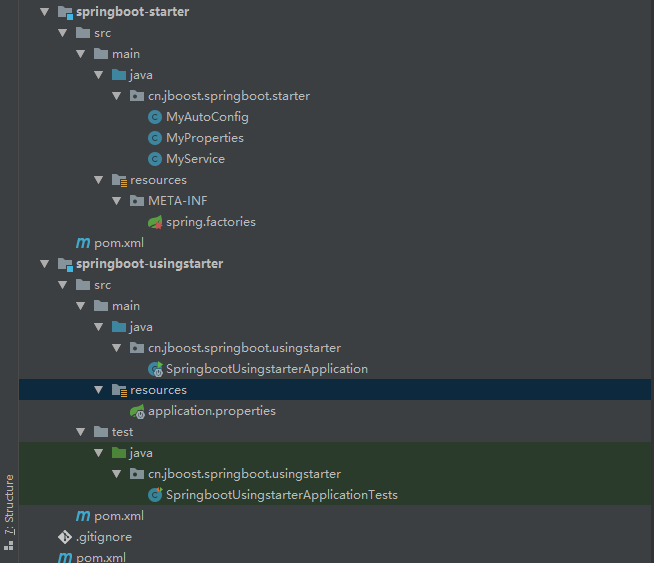 springboot-starter
src
main
java
cn.jboost.springboot.starter
MyAutoConfig
MyProperties
MyService
resources
META-INF
spring.factories
pom.xml
springboot-usingstarter
src
main
java
cn.jboost.springboot.usingstarter
SpringbootUsingstarterApplication
resources
application.properties
test
java
cn.jboost.springboot.usingstarter
SpringbootUsingstarterApplicationTests
pom.xml
.gitignore
pom.xml
7: Structure